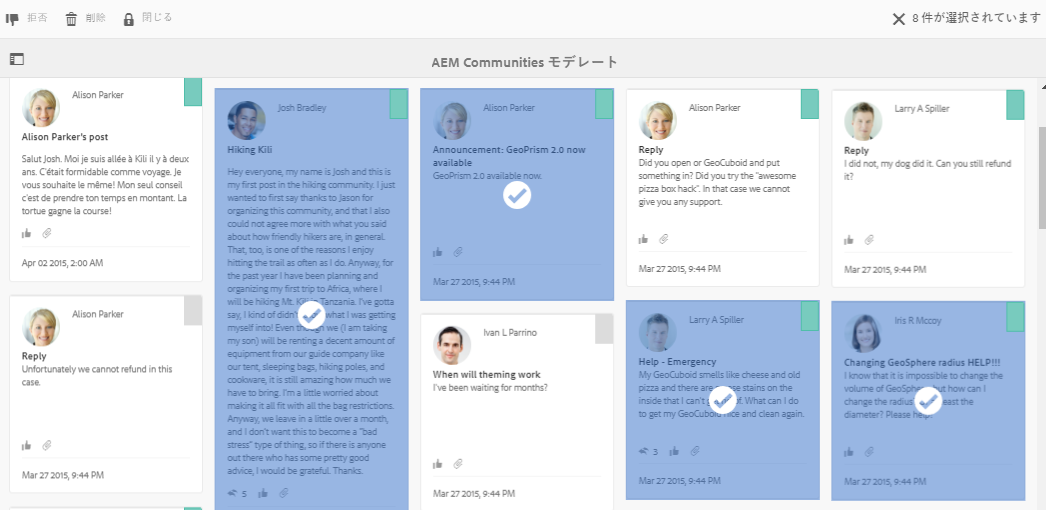 拒否 削除 閉じる 8 件が選択されています
AEM Communities モデレート
Alison Parker
Alison Parker's post
Salut Josh. Moi je suis allée à Kili il y à deux
ans. C'était formidable comme voyage. Je
vous souhaite le même! Mon seul conseil
c'est de prendre ton temps en montant. La
tortue gagne la course!
Apr 02 2015, 2:00 AM
Alison Parker
Reply
Unfortunately we cannot refund in this
case.
Mar 27 2015, 9:44 PM
Josh Bradley
Hiking Kili
Hey everyone, my name is Josh and this is
my first post in the hiking community. I just
wanted to first say thanks to Jason for
organizing this community, and that I also
could not agree more with what you said
about how friendly hikers are, in general.
That, too, is one of the reasons I enjoy
hitting the trail as often as I do. Anyway, for
the past year I have been planning and
organizing my first trip to Africa, where I
will be hiking Mt. in Tanzania. I've gotta
say, I kind of what I was getting
myself into! Even we (I am taking
my son) will be renting a decent amount of
equipment from our guide company like
our tent, sleeping bags, hiking poles, and
cookware, it is still amazing how much we
have to bring. I'm a little worried about
making it all fit with all the bag restrictions.
Anyway, we leave in a little over a month,
and I don't want this to become a "bad
stress" type of thing, so if there is anyone
out there who has some pretty good
advice, I would be grateful. Thanks.
5
Alison Parker
Announcement: GeoPrism 2.0 now
available
GeoPrism 2.0 available now.
Mar 27 2015, 9:44 PM
Ivan L Parrino
When will theming work
I've been waiting for months?
Mar 27 2015, 9:44 PM
Alison Parker
Reply
Did you open or GeoCuboid and put
something in? Did you try the "awesome
pizza box hack". In that case we cannot
give you any support.
Mar 27 2015, 9:44 PM
Larry A Spiller
Help - Emergency
My GeoCuboid smells like cheese and old
pizza and there are stains on the
inside that I can't of. What can I do
to get my GeoCuboid nice and clean again.
3
Mar 27 2015, 9:44 PM
Larry A Spiller
Reply
I did not, my dog did it. Can you still refund
it?
Mar 27 2015, 9:44 PM
Iris R Mccoy
Changing GeoSphere radius HELP!!!
I know that it is impossible to change the
volume of GeoSphere but how can I
change the radius east the
diameter? Please help.
Mar 27 2015, 9:44 PM